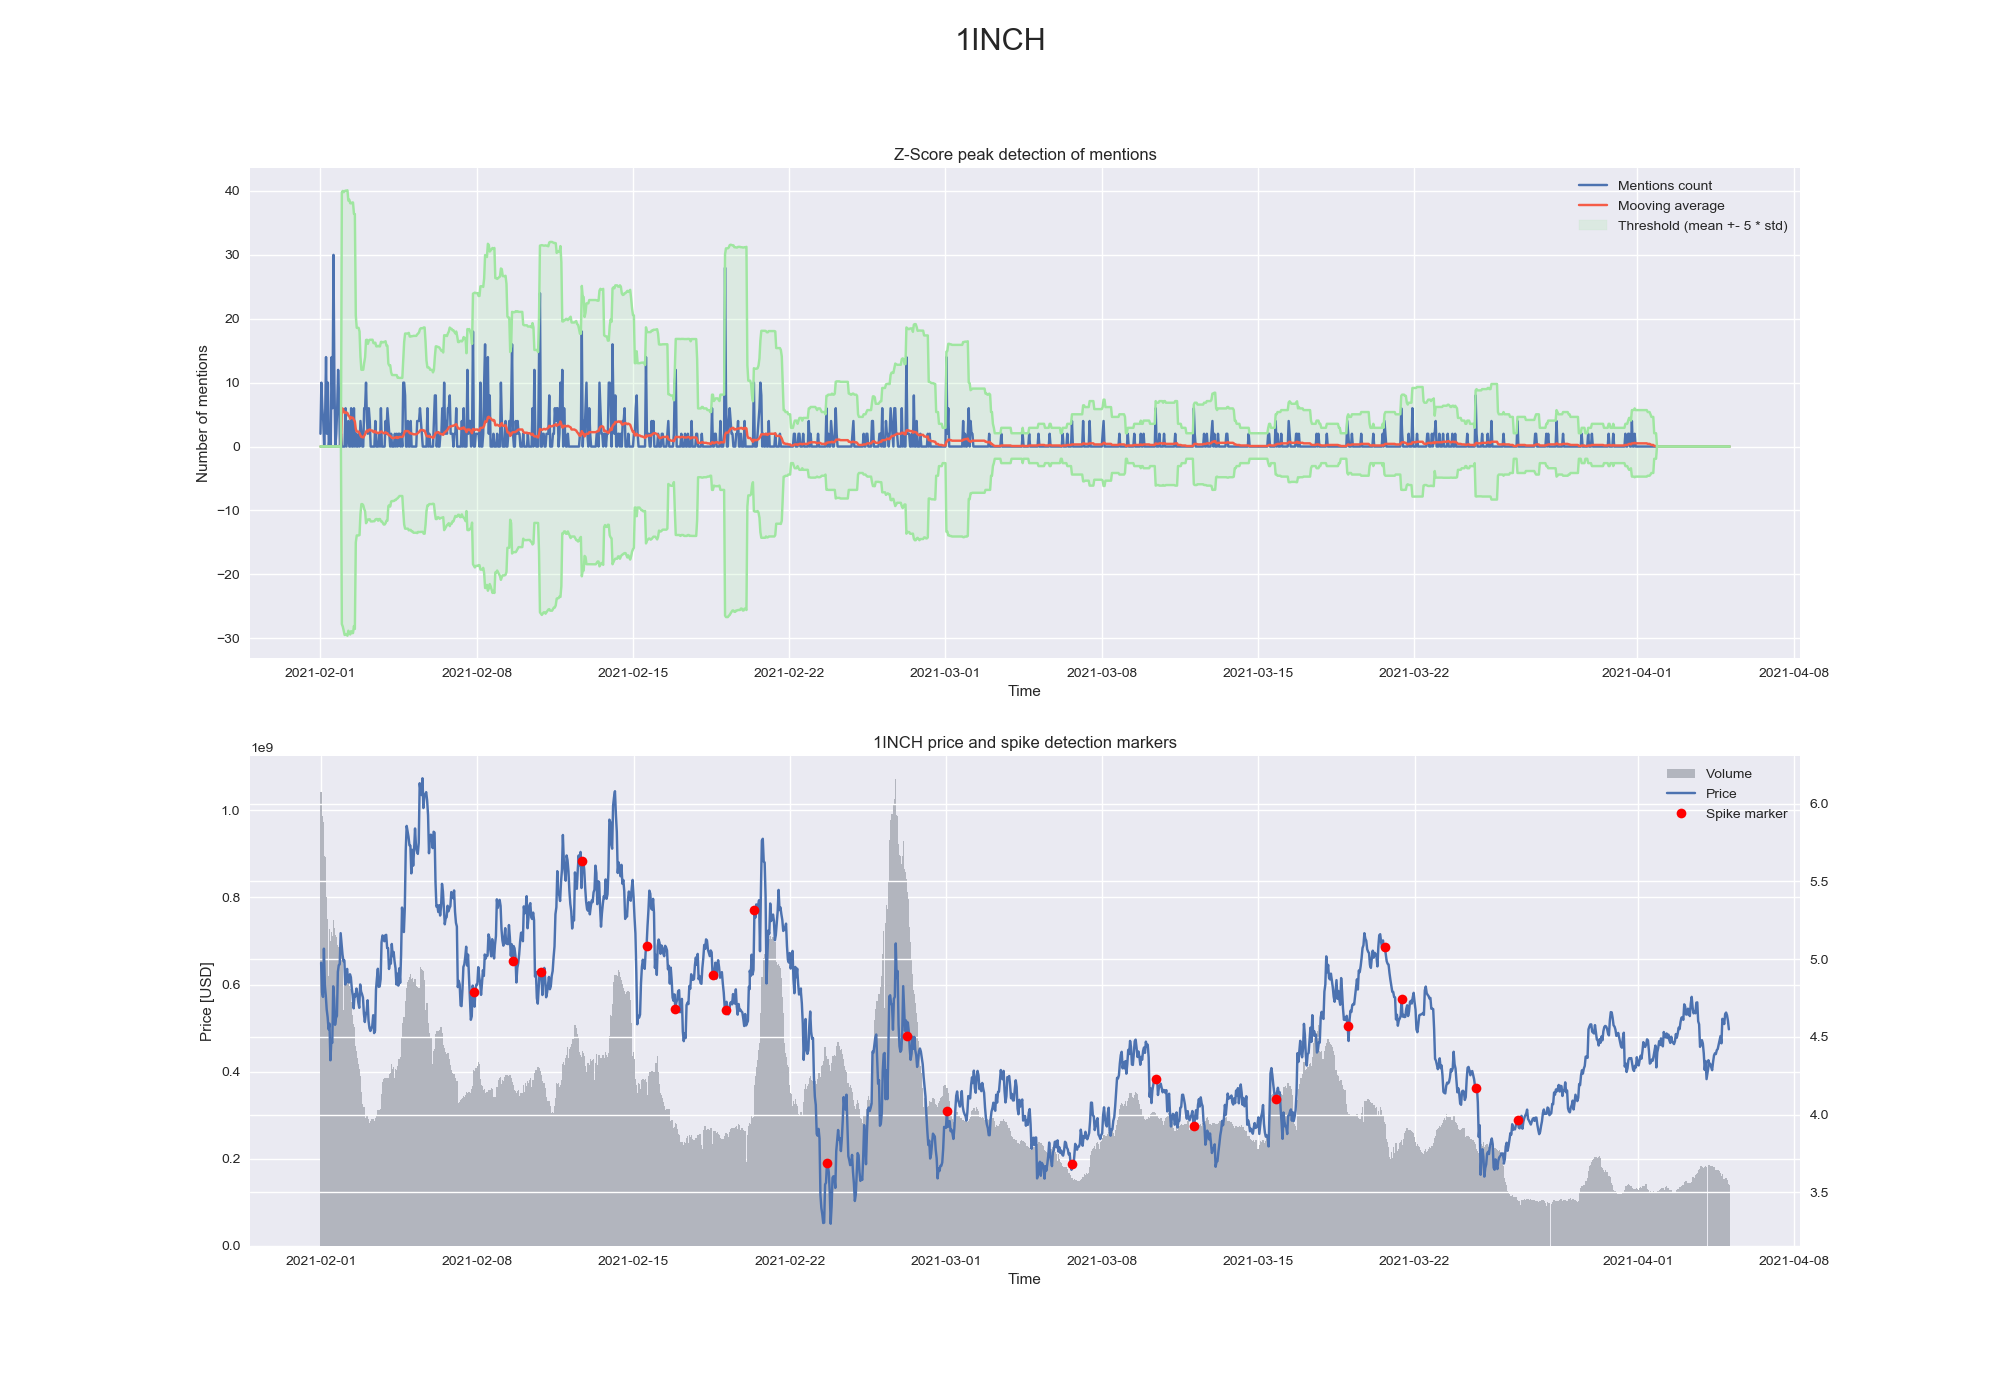 1INCH
Z-Score peak detection of mentions
Mentions count
Mooving average
Threshold (mean +- 5 * std)
Number of mentions
40
30
20
10
0
−10
−20
−30
2021-02-01 2021-02-08 2021-02-15 2021-02-22 2021-03-01 2021-03-08 2021-03-15 2021-03-22 2021-04-01 2021-04-08
Time
1INCH price and spike detection markers
1e9
Volume
Price
Spike marker
Price [USD]
1.0
0.8
0.6
0.4
0.2
0.0
6.0
5.5
5.0
4.5
4.0
3.5
2021-02-01 2021-02-08 2021-02-15 2021-02-22 2021-03-01 2021-03-08 2021-03-15 2021-03-22 2021-04-01 2021-04-08
Time